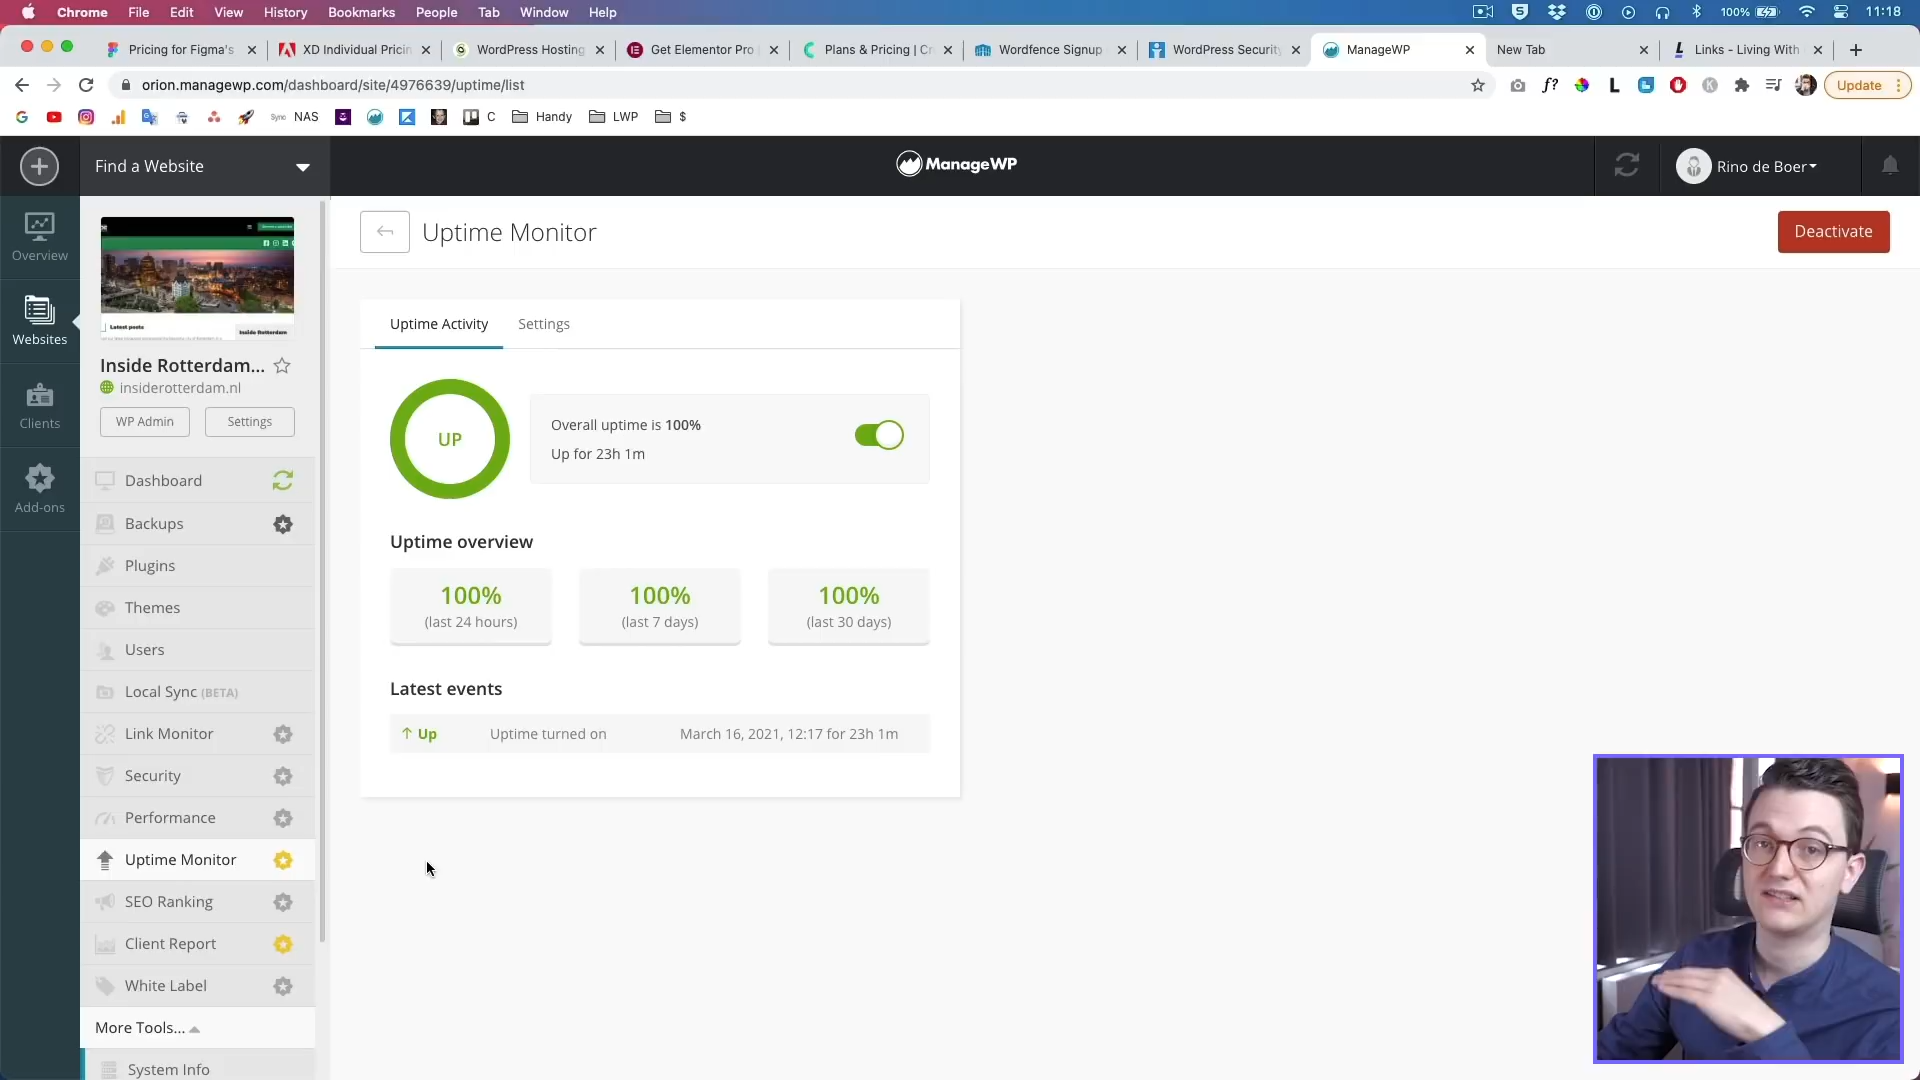 Chrome File Edit View History Bookmarks People Tab Window Help 100% 11:18
Pricing for Figma's XD Individual Pricin WordPress Hosting Get Elementor Pro Plans & Pricing | Cr Wordfence Signup WordPress Security ManageWP New Tab Links - Living With
orion.managewp.com/dashboard/site/4976639/uptime/list Update
Sync NAS C Handy LWP $
Find a Website ManageWP Rino de Boer
Overview
Websites
Clients
Add-ons
Latest posts Inside Rotterdam
Inside Rotterdam...
insiderotterdam.nl
WP Admin Settings
Dashboard
Backups
Plugins
Themes
Users
Local Sync (BETA)
Link Monitor
Security
Performance
Uptime Monitor
SEO Ranking
Client Report
White Label
More Tools...
System Info
Uptime Monitor Deactivate
Uptime Activity Settings
UP
Overall uptime is 100%
Up for 23h 1m
Uptime overview
100% 100% 100%
(last 24 hours) (last 7 days) (last 30 days)
Latest events
↑ Up Uptime turned on March 16, 2021, 12:17 for 23h 1m